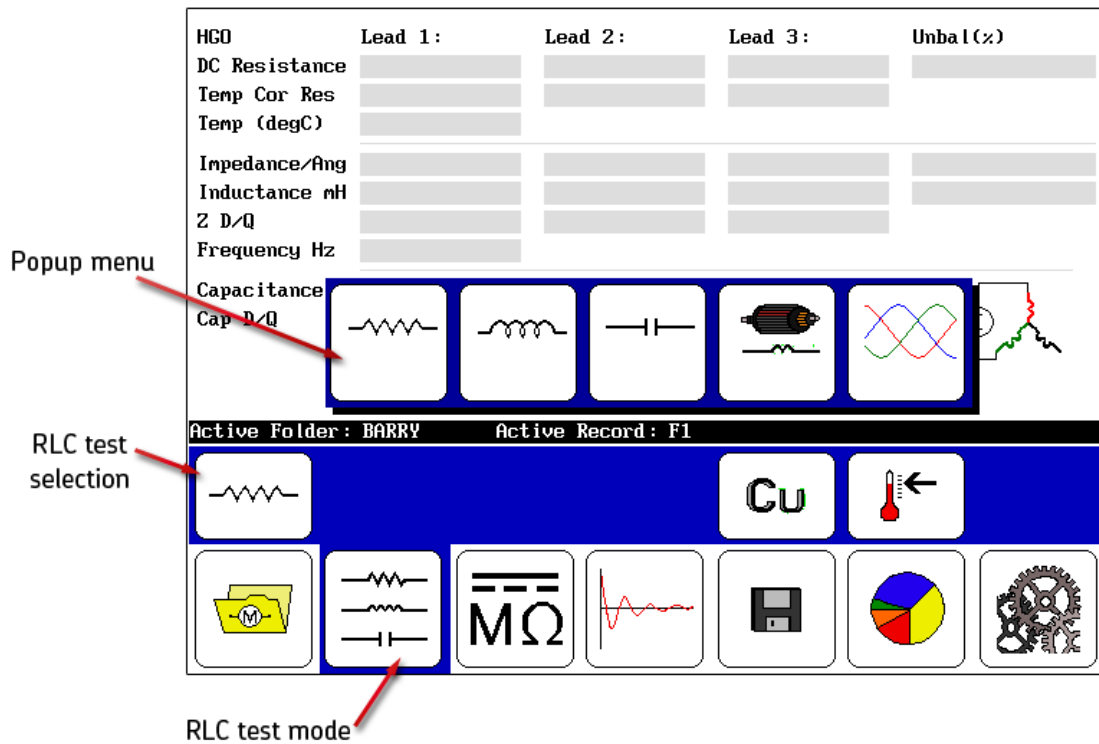 HGO Lead 1: Lead 2: Lead 3: Unbal(%)
DC Resistance
Temp Cor Res
Temp (degC)
Impedance/Ang
Inductance mH
Z D/Q
Frequency Hz
Popup menu
Capacitance
Cap D/Q
Active Folder: BARRY Active Record: F1
RLC test
selection
Cu
M
MΩ
RLC test mode